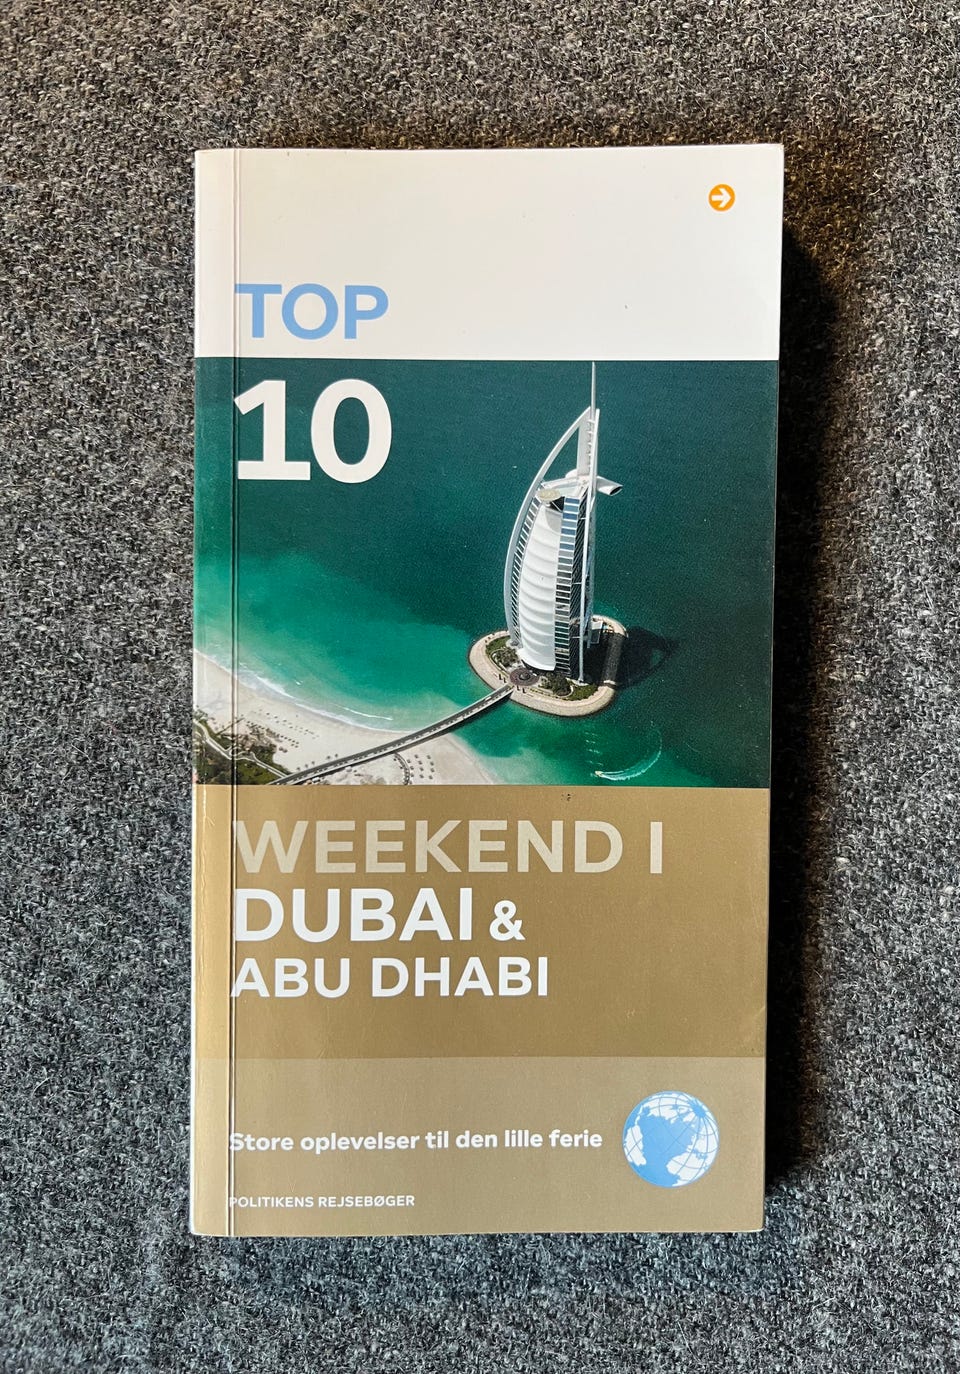 TOP
10
WEEKEND I
DUBAI &
ABU DHABI
Store oplevelser til den lille ferie
POLITIKENS REJSEBØGER